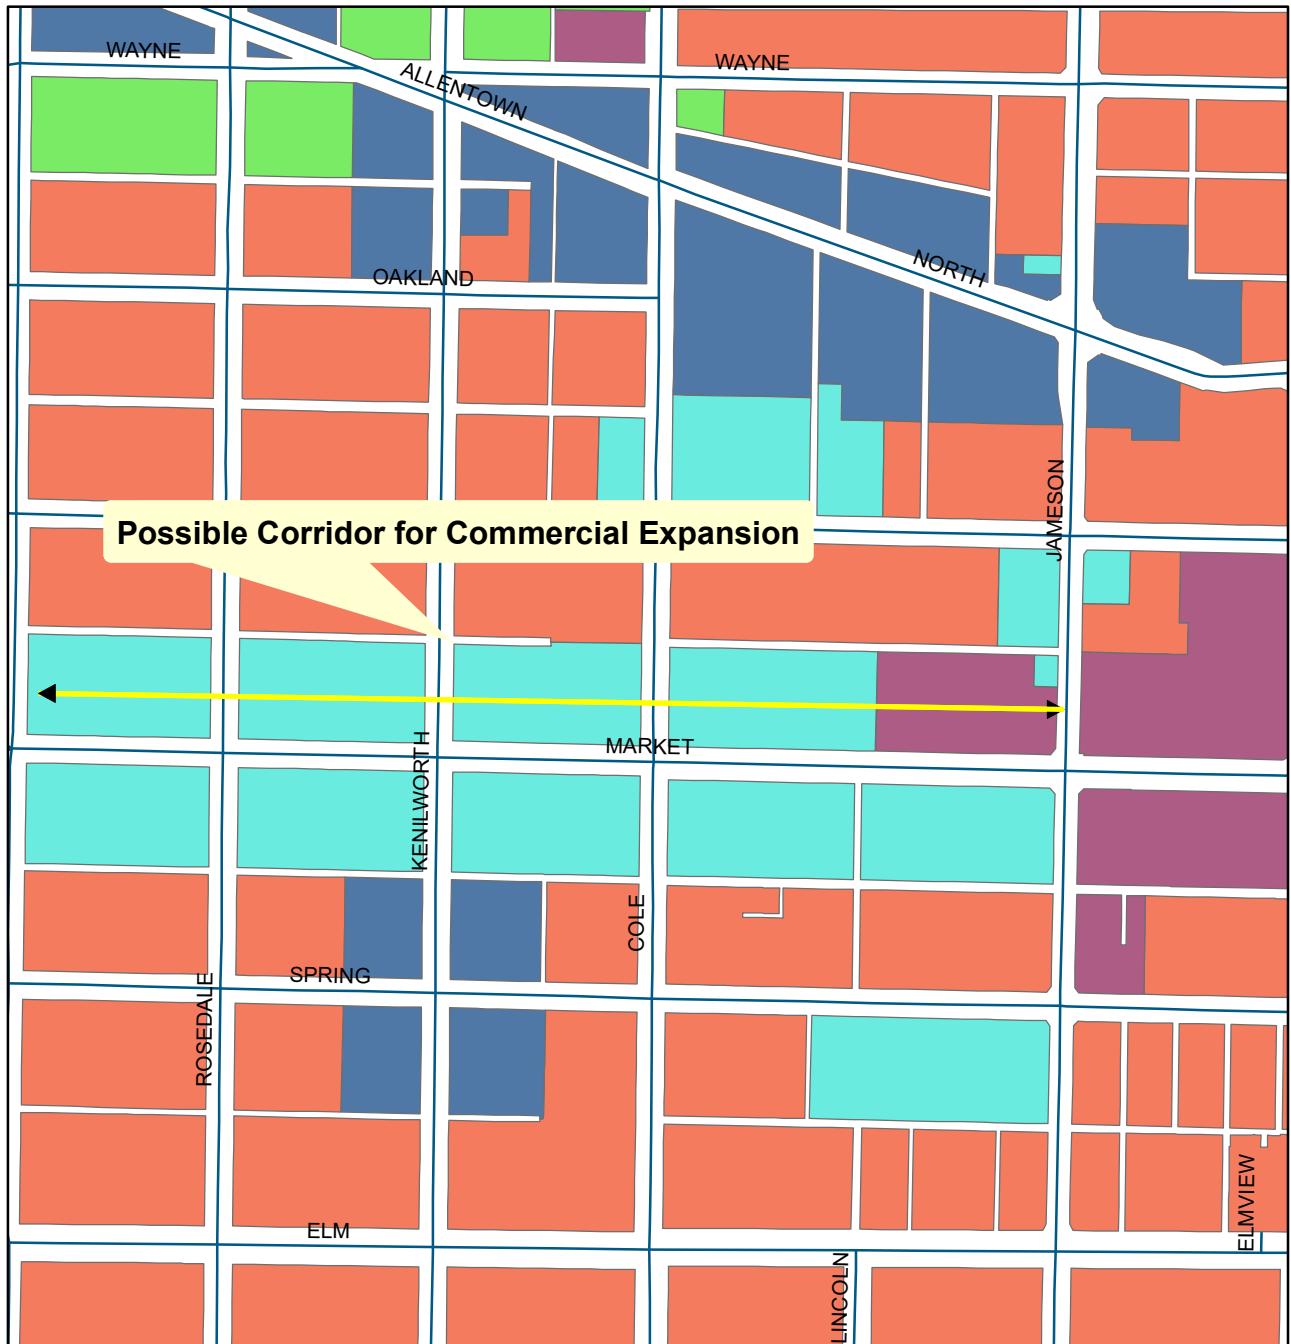 WAYNE
WAYNE
ALLENTOWN
NORTH
OAKLAND
JAMESON
Possible Corridor for Commercial Expansion
MARKET
KENILWORTH
COLE
SPRING
ROSEDALE
ELMVIEW
ELM
LINCOLN